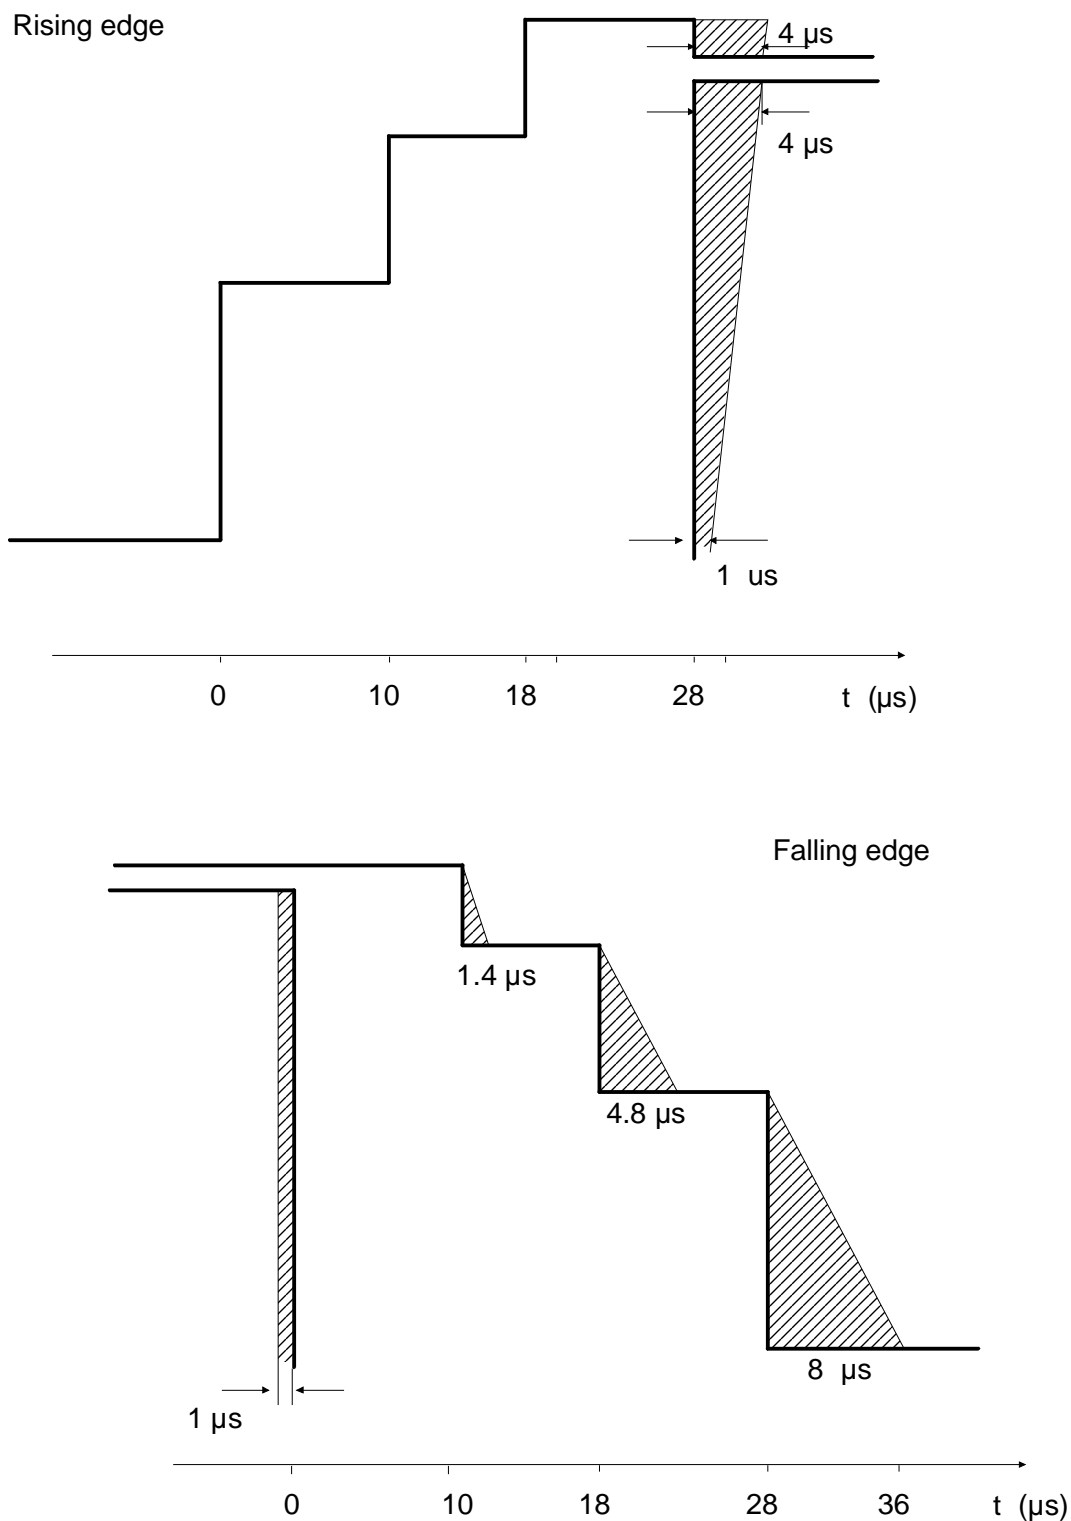 Rising edge
4 µs
4 µs
1 us
0 10 18 28 t (µs)
Falling edge
1.4 µs
4.8 µs
8 µs
1 µs
0 10 18 28 36 t (µs)